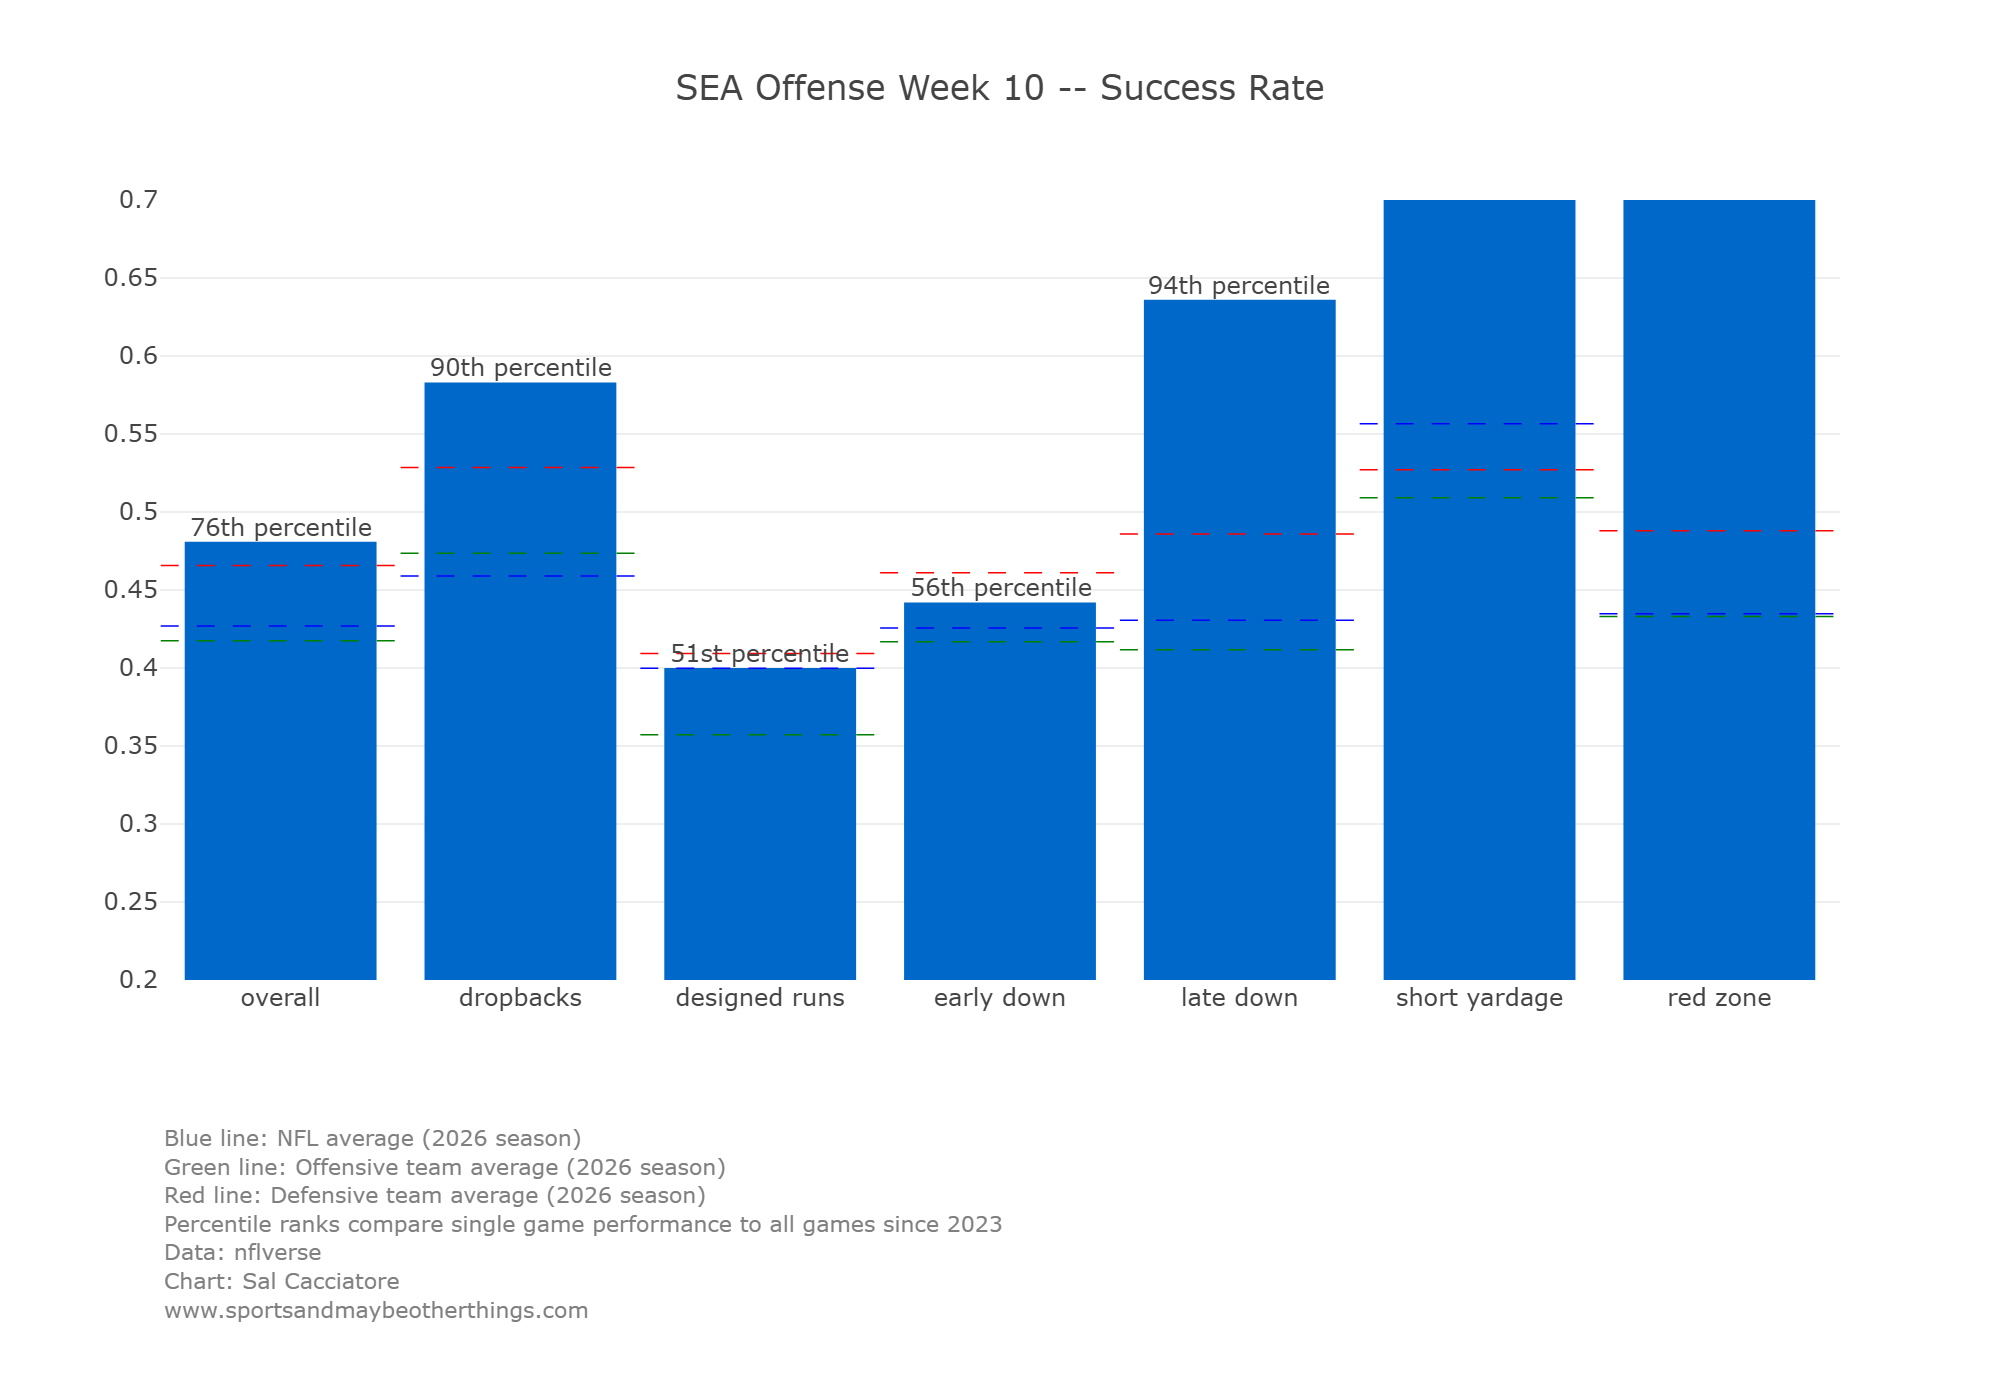 SEA Offense Week 10 -- Success Rate
0.7
0.65
0.6
0.55
0.5
0.45
0.4
0.35
0.3
0.25
0.2
76th percentile
90th percentile
51st percentile
56th percentile
94th percentile
overall
dropbacks
designed runs
early down
late down
short yardage
red zone
Blue line: NFL average (2026 season)
Green line: Offensive team average (2026 season)
Red line: Defensive team average (2026 season)
Percentile ranks compare single game performance to all games since 2023
Data: nflverse
Chart: Sal Cacciatore
www.sportsandmaybeotherthings.com